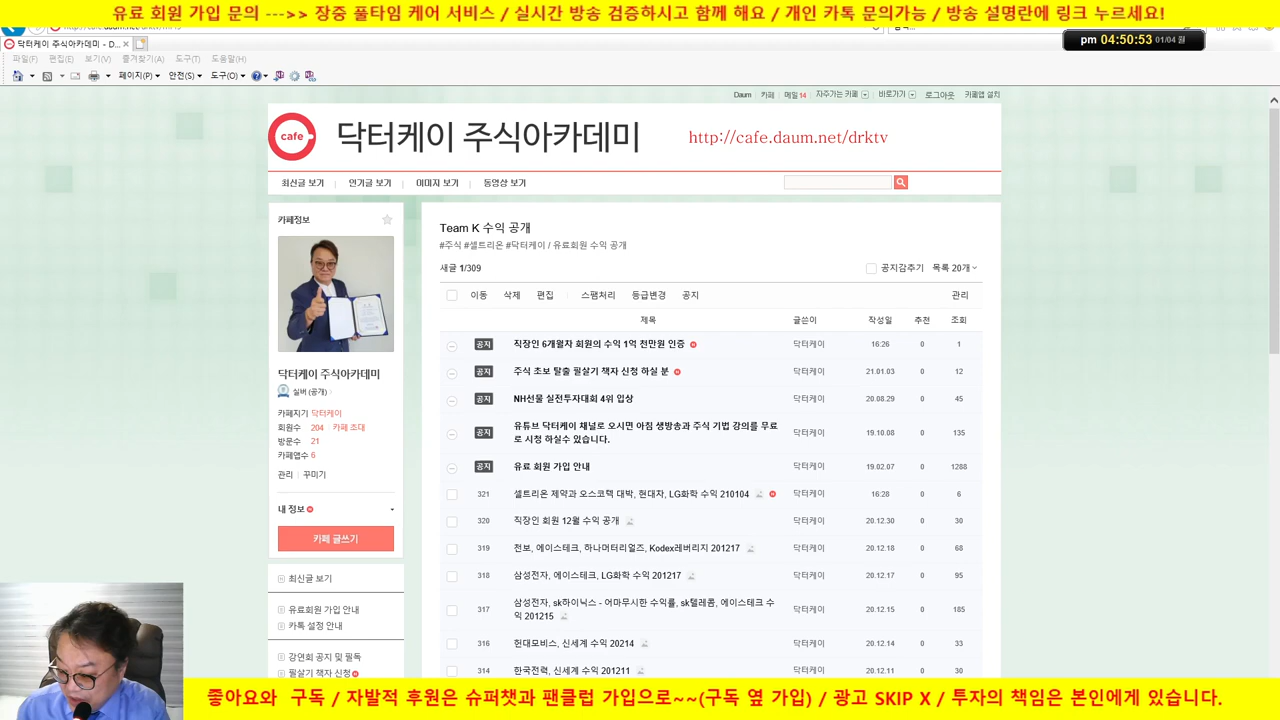 유료 회원 가입 문의 --->> 장중 풀타임 케어 서비스 / 실시간 방송 검증하시고 함께 해요 / 개인 카톡 문의가능 / 방송 설명란에 링크 누르세요!
닥터케이 주식아카데미 - D...
pm 04:50:53 01/04 월
파일(F) 편집(E) 보기(V) 즐겨찾기(A) 도구(T) 도움말(H)
페이지(P) 안전(S) 도구(O)
Daum 카페 메일 14 자주가는 카페 바로가기 로그아웃 카페앱 설치
cafe 닥터케이 주식아카데미 http://cafe.daum.net/drktv
최신글 보기 인기글 보기 이미지 보기 동영상 보기
카페정보
닥터케이 주식아카데미
실버 (공개)
카페지기 닥터케이
회원수 204 카페 초대
방문수 21
카페앱수 6
관리 꾸미기
내 정보
카페 글쓰기
최신글 보기
유료회원 가입 안내
카톡 설정 안내
강연회 공지 및 필독
필살기 책자 신청
Team K 수익 공개
#주식 #셀트리온 #닥터케이 / 유료회원 수익 공개
새글 1/309 공지감추기 목록 20개
이동 삭제 편집 스팸처리 등급변경 공지 관리
제목 글쓴이 작성일 추천 조회
공지 직장인 6개월차 회원의 수익 1억 천만원 인증 닥터케이 16:26 0 1
공지 주식 초보 탈출 필살기 책자 신청 하실 분 닥터케이 21.01.03 0 12
공지 NH선물 실전투자대회 4위 입상 닥터케이 20.08.29 0 45
공지 유튜브 닥터케이 채널로 오시면 아침 생방송과 주식 기법 강의를 무료 닥터케이 19.10.08 0 135
로 시청 하실수 있습니다.
공지 유료 회원 가입 안내 닥터케이 19.02.07 0 1288
321 셀트리온 제약과 오스코텍 대박, 현대차, LG화학 수익 210104 닥터케이 16:28 0 6
320 직장인 회원 12월 수익 공개 닥터케이 20.12.30 0 30
319 전보, 에이스테크, 하나머터리얼즈, Kodex레버리지 201217 닥터케이 20.12.18 0 68
318 삼성전자, 에이스테크, LG화학 수익 201217 닥터케이 20.12.17 0 95
317 삼성전자, sk하이닉스 - 어마무시한 수익률, sk텔레콤, 에이스테크 수 닥터케이 20.12.15 0 185
익 201215
316 현대모비스, 신세계 수익 20214 닥터케이 20.12.14 0 33
314 한국전력, 신세계 수익 201211 닥터케이 20.12.11 0 30
좋아요와 구독 / 자발적 후원은 슈퍼챗과 팬클럽 가입으로~~(구독 옆 가입) / 광고 SKIP X / 투자의 책임은 본인에게 있습니다.